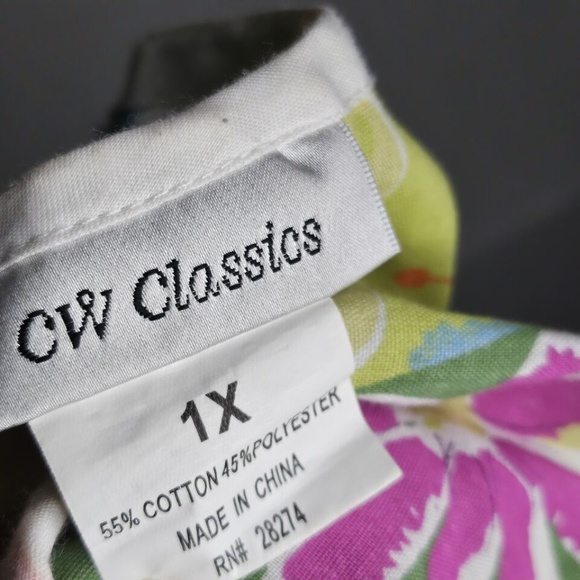 CW Classics
1X
55% COTTON 45% POLYESTER
MADE IN CHINA
RN# 28274